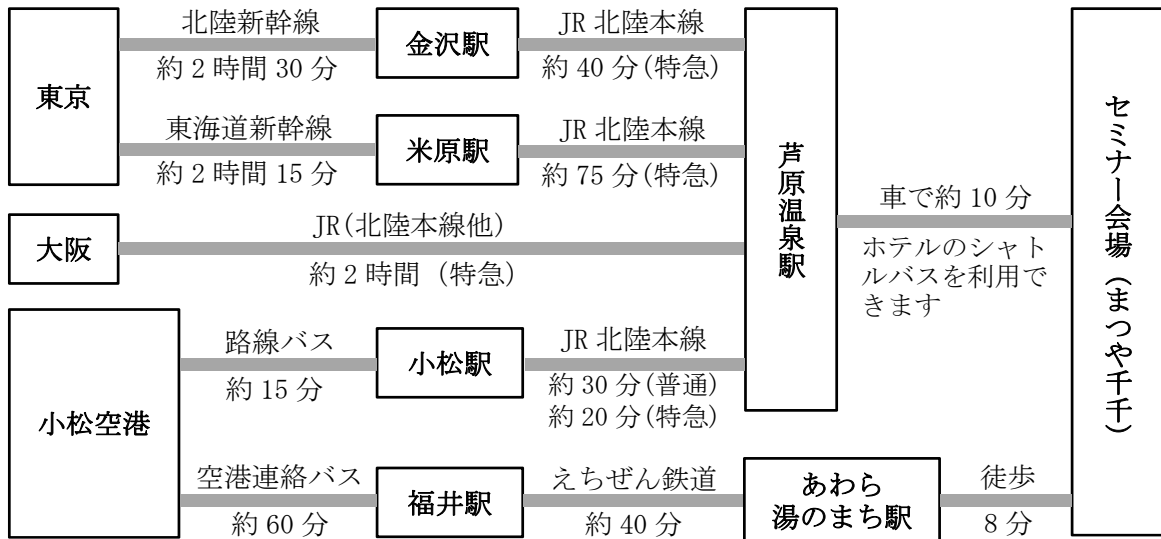 東京
北陸新幹線
約 2 時間 30 分
金沢駅
JR 北陸本線
約 40 分(特急)
東海道新幹線
約 2 時間 15 分
米原駅
JR 北陸本線
約 75 分(特急)
大阪
JR(北陸本線他)
約 2 時間 (特急)
芦原温泉駅
車で約 10 分
ホテルのシャト
ルバスを利用で
きます
セミナー会場(まつや千千)
小松空港
路線バス
約 15 分
小松駅
JR 北陸本線
約 30 分(普通)
約 20 分(特急)
空港連絡バス
約 60 分
福井駅
えちぜん鉄道
約 40 分
あわら
湯のまち駅
徒歩
8 分